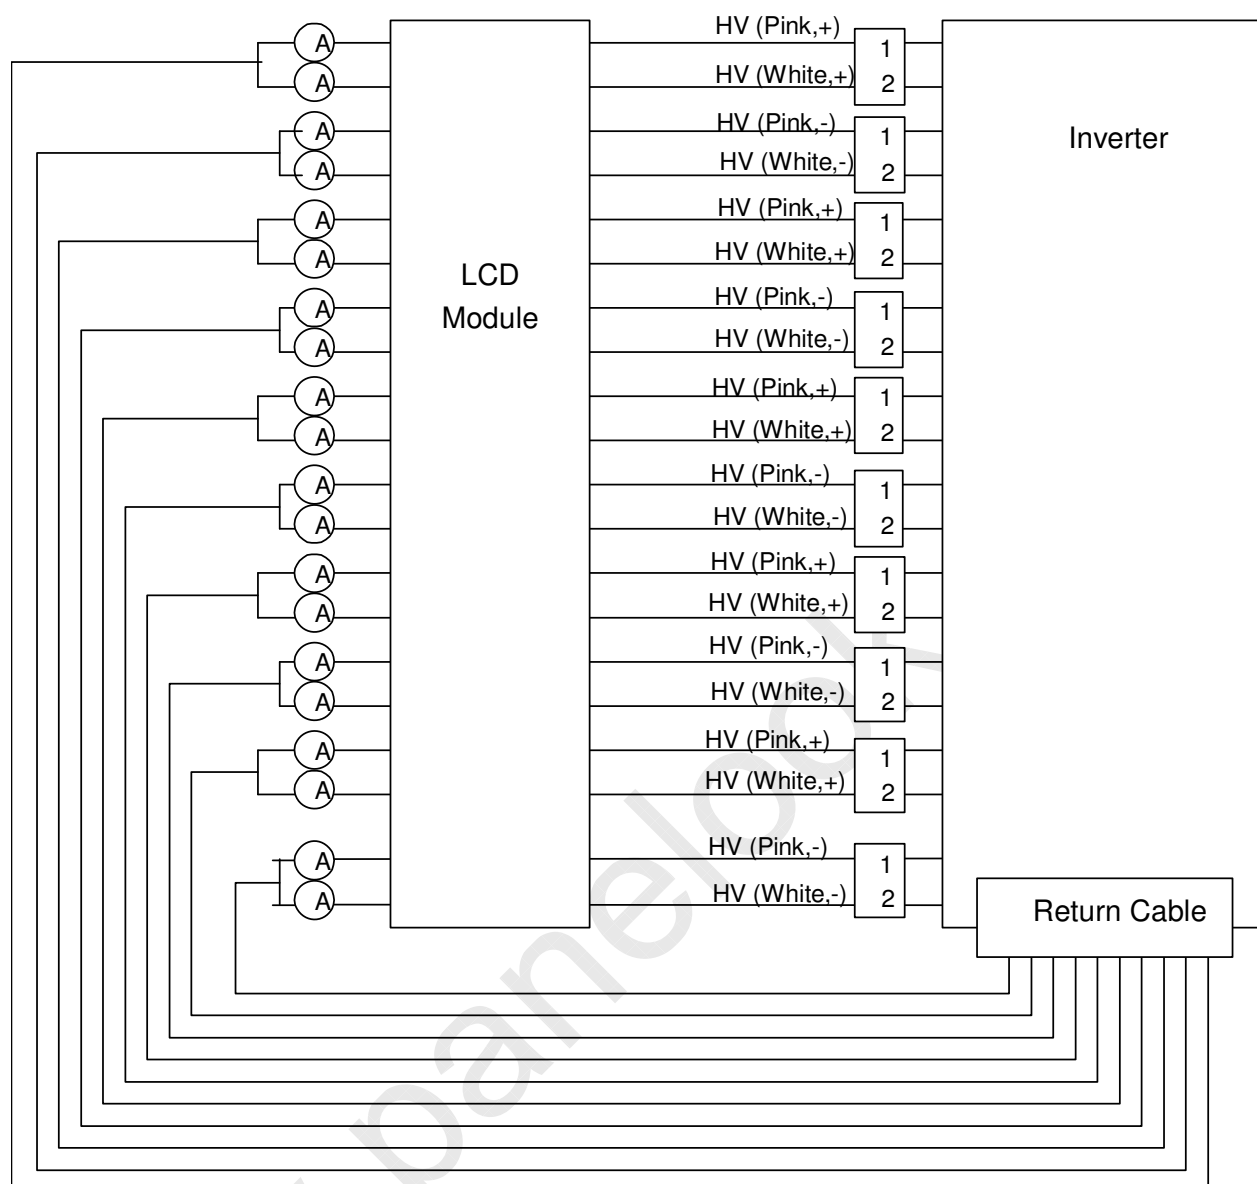 A
HV (Pink,+)
1
A
HV (White,+)
2
Inverter
A
HV (Pink,-)
1
A
HV (White,-)
2
A
HV (Pink,+)
1
A
HV (White,+)
2
LCD
Module
A
HV (Pink,-)
1
A
HV (White,-)
2
A
HV (Pink,+)
1
A
HV (White,+)
2
A
HV (Pink,-)
1
A
HV (White,-)
2
A
HV (Pink,+)
1
A
HV (White,+)
2
A
HV (Pink,-)
1
A
HV (White,-)
2
A
HV (Pink,+)
1
A
HV (White,+)
2
A
HV (Pink,-)
1
A
HV (White,-)
2
Return Cable
panelook